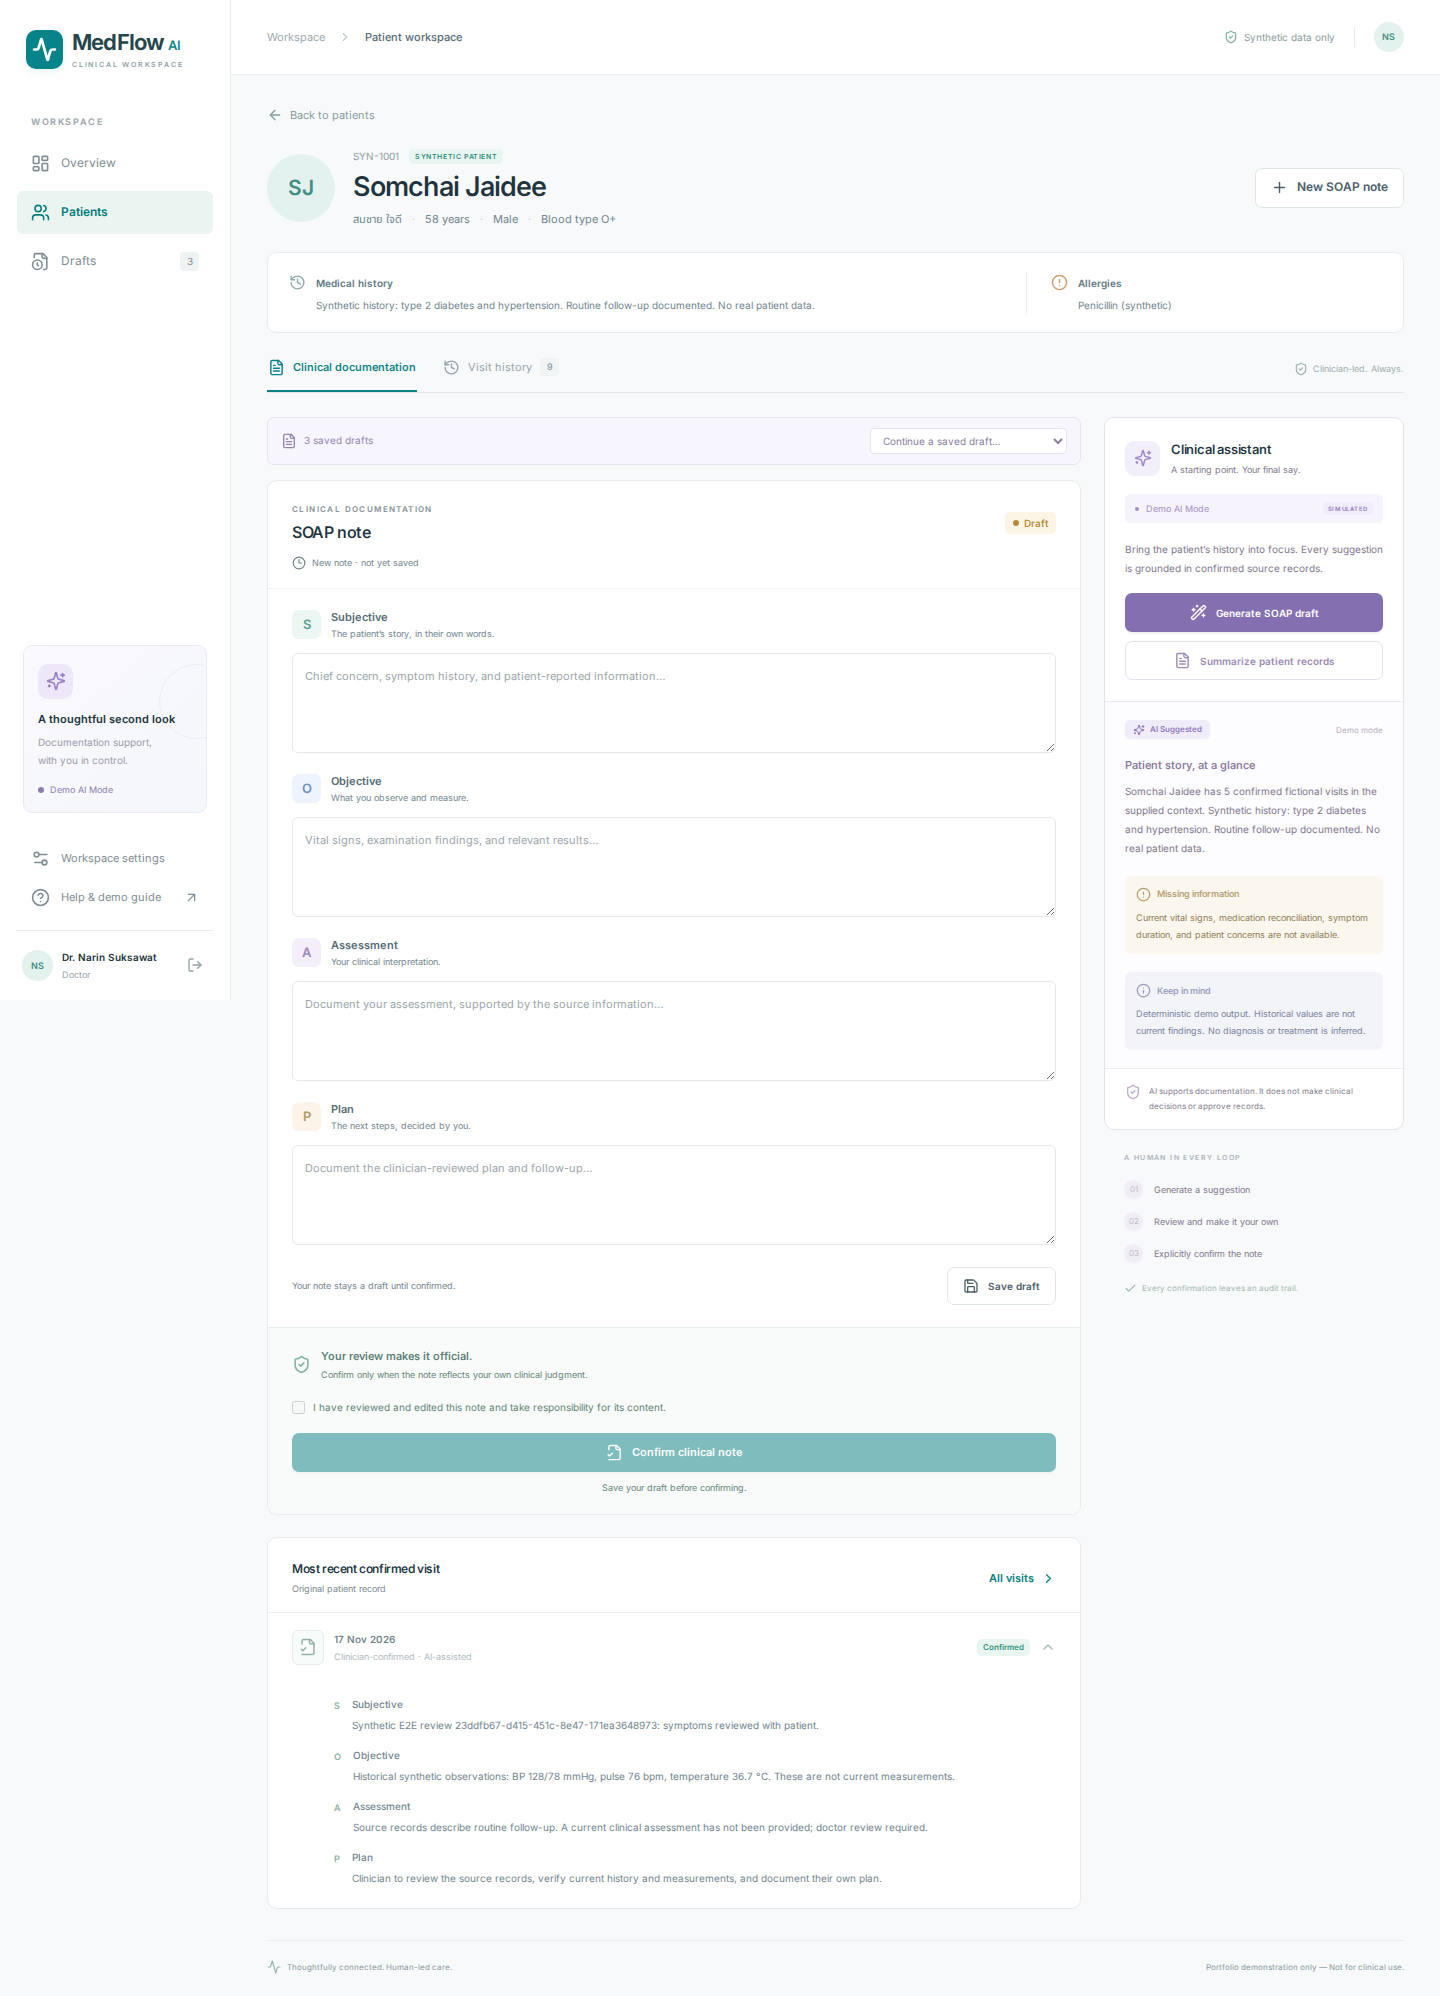 MedFlow AI
CLINICAL WORKSPACE
WORKSPACE
Overview
Patients
Drafts 3
A thoughtful second look
Documentation support,
with you in control.
Demo AI Mode
Workspace settings
Help & demo guide
NS Dr. Narin Suksawat
Doctor
Workspace Patient workspace
Synthetic data only NS
Back to patients
SJ
SYN-1001 SYNTHETIC PATIENT
Somchai Jaidee
สมชาย ใจดี · 58 years · Male · Blood type O+
New SOAP note
Medical history
Synthetic history: type 2 diabetes and hypertension. Routine follow-up documented. No real patient data.
Allergies
Penicillin (synthetic)
Clinical documentation Visit history 9
Clinician-led. Always.
3 saved drafts
Continue a saved draft...
CLINICAL DOCUMENTATION
SOAP note
New note · not yet saved
Draft
S Subjective
The patient's story, in their own words.
Chief concern, symptom history, and patient-reported information...
O Objective
What you observe and measure.
Vital signs, examination findings, and relevant results...
A Assessment
Your clinical interpretation.
Document your assessment, supported by the source information...
P Plan
The next steps, decided by you.
Document the clinician-reviewed plan and follow-up...
Your note stays a draft until confirmed.
Save draft
Your review makes it official.
Confirm only when the note reflects your own clinical judgment.
I have reviewed and edited this note and take responsibility for its content.
Confirm clinical note
Save your draft before confirming.
Most recent confirmed visit
Original patient record
All visits
17 Nov 2026
Clinician-confirmed · AI-assisted
Confirmed
S Subjective
Synthetic E2E review 23ddfb67-d415-451c-8e47-171ea3648973: symptoms reviewed with patient.
O Objective
Historical synthetic observations: BP 128/78 mmHg, pulse 76 bpm, temperature 36.7 °C. These are not current measurements.
A Assessment
Source records describe routine follow-up. A current clinical assessment has not been provided; doctor review required.
P Plan
Clinician to review the source records, verify current history and measurements, and document their own plan.
Clinical assistant
A starting point. Your final say.
Demo AI Mode SIMULATED
Bring the patient's history into focus. Every suggestion
is grounded in confirmed source records.
Generate SOAP draft
Summarize patient records
AI Suggested Demo mode
Patient story, at a glance
Somchai Jaidee has 5 confirmed fictional visits in the
supplied context. Synthetic history: type 2 diabetes
and hypertension. Routine follow-up documented. No
real patient data.
Missing information
Current vital signs, medication reconciliation, symptom
duration, and patient concerns are not available.
Keep in mind
Deterministic demo output. Historical values are not
current findings. No diagnosis or treatment is inferred.
AI supports documentation. It does not make clinical
decisions or approve records.
A HUMAN IN EVERY LOOP
01 Generate a suggestion
02 Review and make it your own
03 Explicitly confirm the note
Every confirmation leaves an audit trail.
Thoughtfully connected. Human-led care.
Portfolio demonstration only — Not for clinical use.